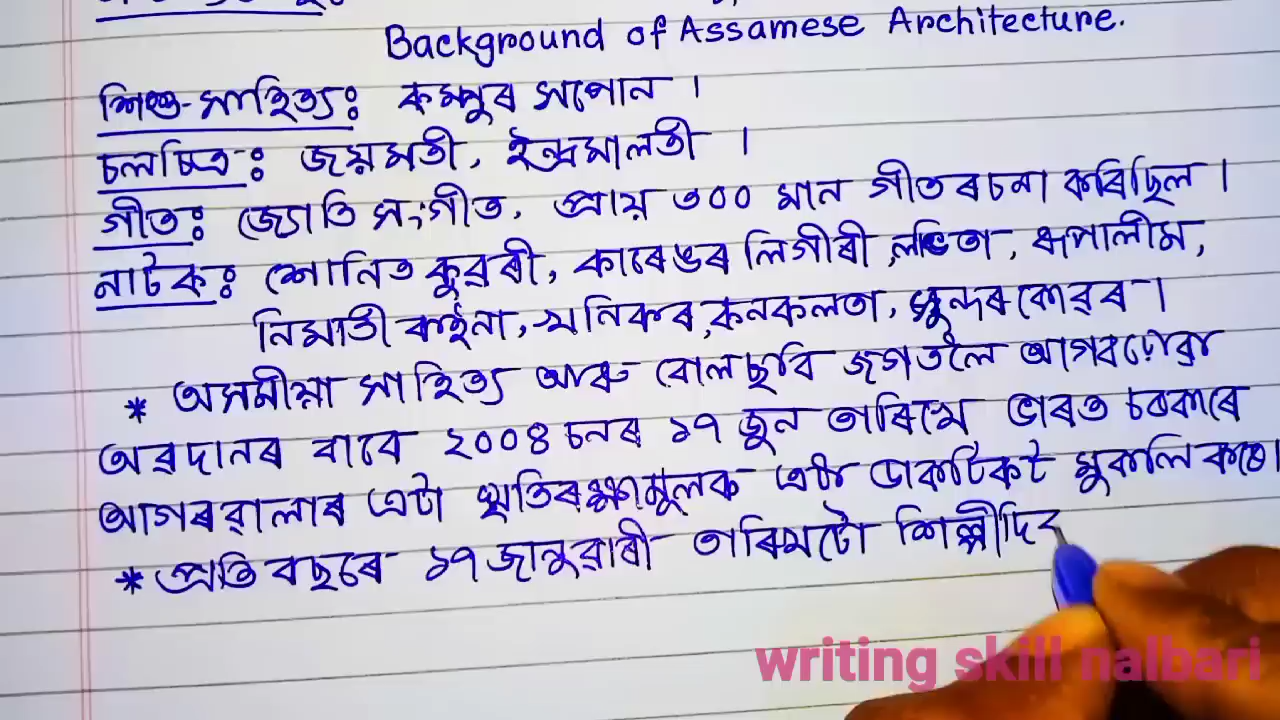 Background of Assamese Architecture.
শিশু-সাহিত্যঃ কমপুৰ সপোন ।
চলচিত্ৰঃ জয়মতী, ইন্দ্ৰমালতী ।
গীতঃ জ্যোতি সংগীত, প্ৰায় ৩০০ মান গীত ৰচনা কৰিছিল ।
নাটকঃ শোনিত কুৱৰী, কাৰেঙৰ লিগীৰী, লভিতা, ৰূপালীম,
নিমাতী কইনা, খনিকৰ, কনকলতা, সুন্দৰ কোৱৰ ।
* অসমীয়া সাহিত্য আৰু বোলছবি জগতলৈ আগবঢ়োৱা
অৱদানৰ বাবে ২০০৪ চনৰ ১৭ জুন তাৰিখে ভাৰত চৰকাৰে
আগৰৱালাৰ এটা স্মৃতিৰক্ষামূলক এটা ডাকটিকট মুকলি কৰে।
* প্ৰতি বছৰে ১৭ জানুৱাৰী তাৰিখটো শিল্পীদিৱ
writing skill nalbari